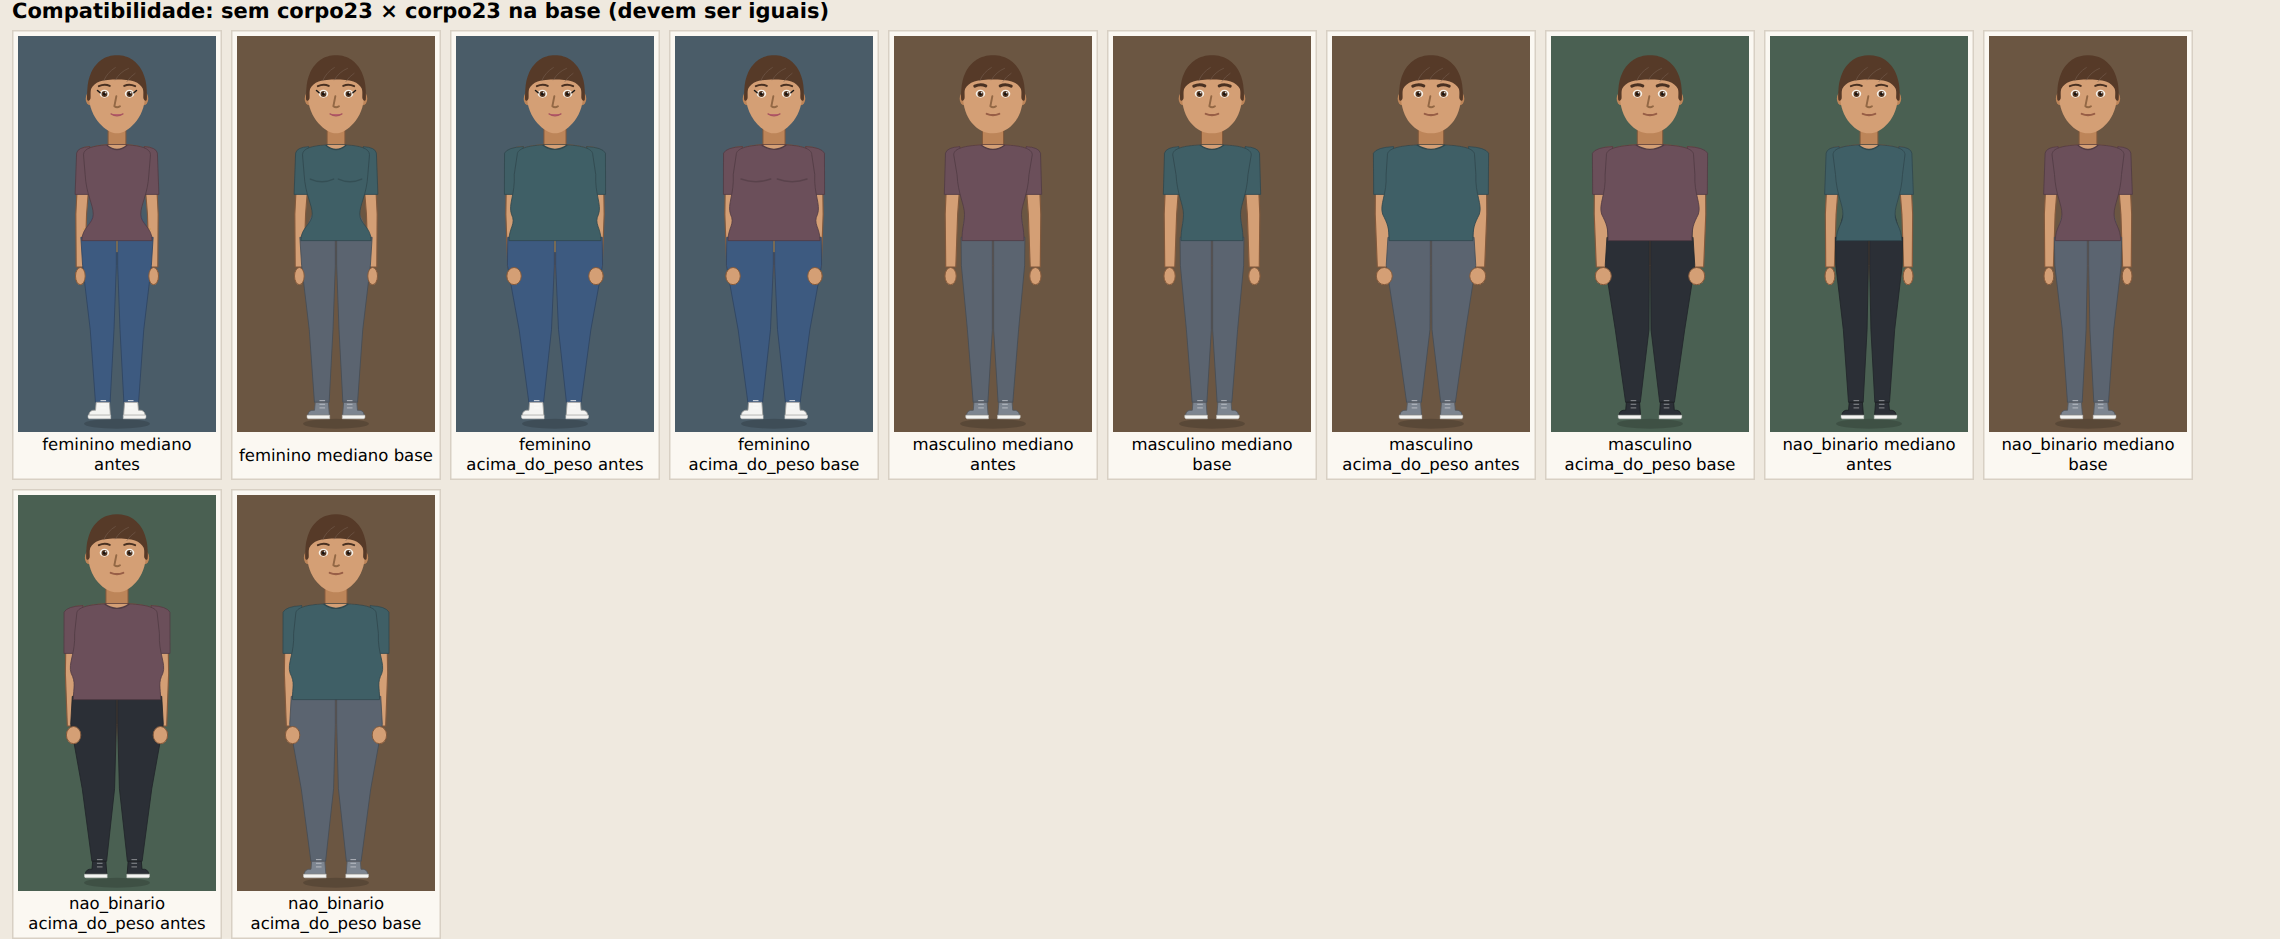 Compatibilidade: sem corpo23 × corpo23 na base (devem ser iguais)
feminino mediano
antes
feminino mediano base
feminino
acima_do_peso antes
feminino
acima_do_peso base
masculino mediano
antes
masculino mediano
base
masculino
acima_do_peso antes
masculino
acima_do_peso base
nao_binario mediano
antes
nao_binario mediano
base
nao_binario
acima_do_peso antes
nao_binario
acima_do_peso base